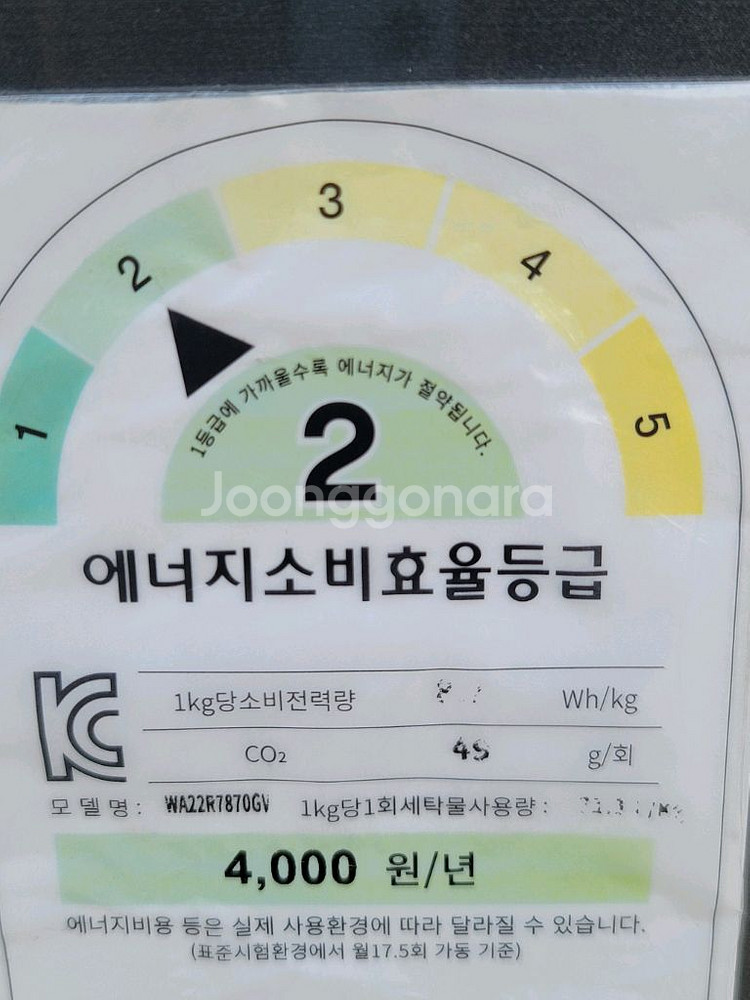 3
2
4
1
5
1등급에 가까울수록 에너지가 절약됩니다.
2
Joonggonara
에너지소비효율등급
1kg당소비전력량 Wh/kg
CO₂ 45 g/회
모델명: WA22R7870GV 1kg당1회세탁물사용량:
4,000 원/년
에너지비용 등은 실제 사용환경에 따라 달라질 수 있습니다.
(표준시험환경에서 월17.5회 가동 기준)